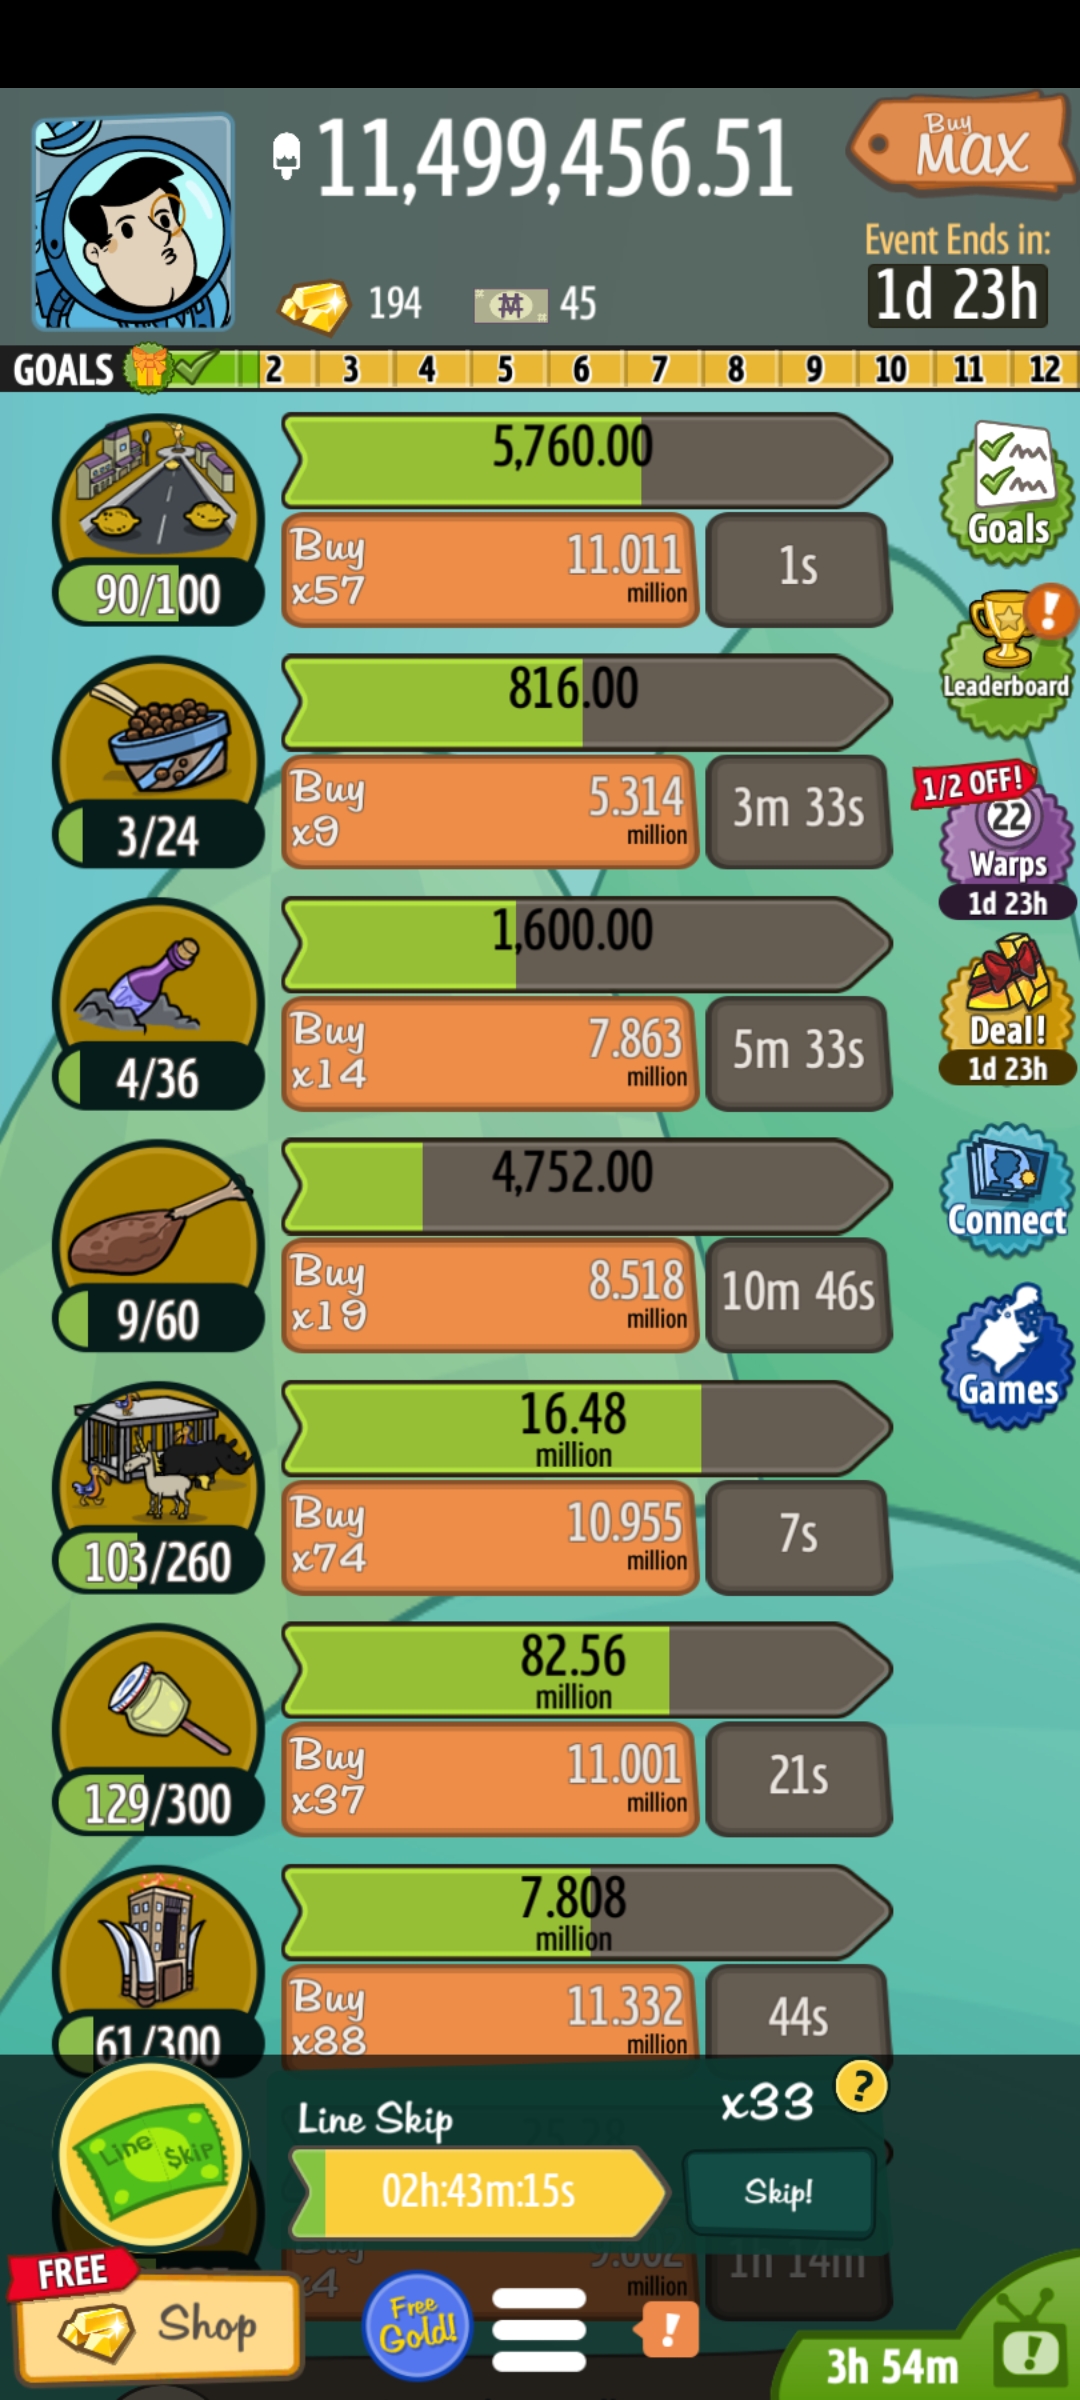 11,499,456.51
Buy
MAX
194
45
Event Ends in:
1d 23h
GOALS 2 3 4 5 6 7 8 9 10 11 12
5,760.00
Buy
x57
11.011
million
1s
90/100
Goals
816.00
Buy
x9
5.314
million
3m 33s
3/24
Leaderboard
1/2 OFF!
22
Warps
1d 23h
1,600.00
Buy
x14
7.863
million
5m 33s
4/36
Deal!
1d 23h
4,752.00
Buy
x19
8.518
million
10m 46s
9/60
Connect
Games
16.48
million
Buy
x74
10.955
million
7s
103/260
82.56
million
Buy
x37
11.001
million
21s
129/300
7.808
million
Buy
x88
11.332
million
44s
61/300
Line Skip
Line Skip
x33
?
25.28
02h:43m:15s
Skip!
Buy
x4
9.602
million
1h 14m
FREE
Shop
Free
Gold!
!
3h 54m
!